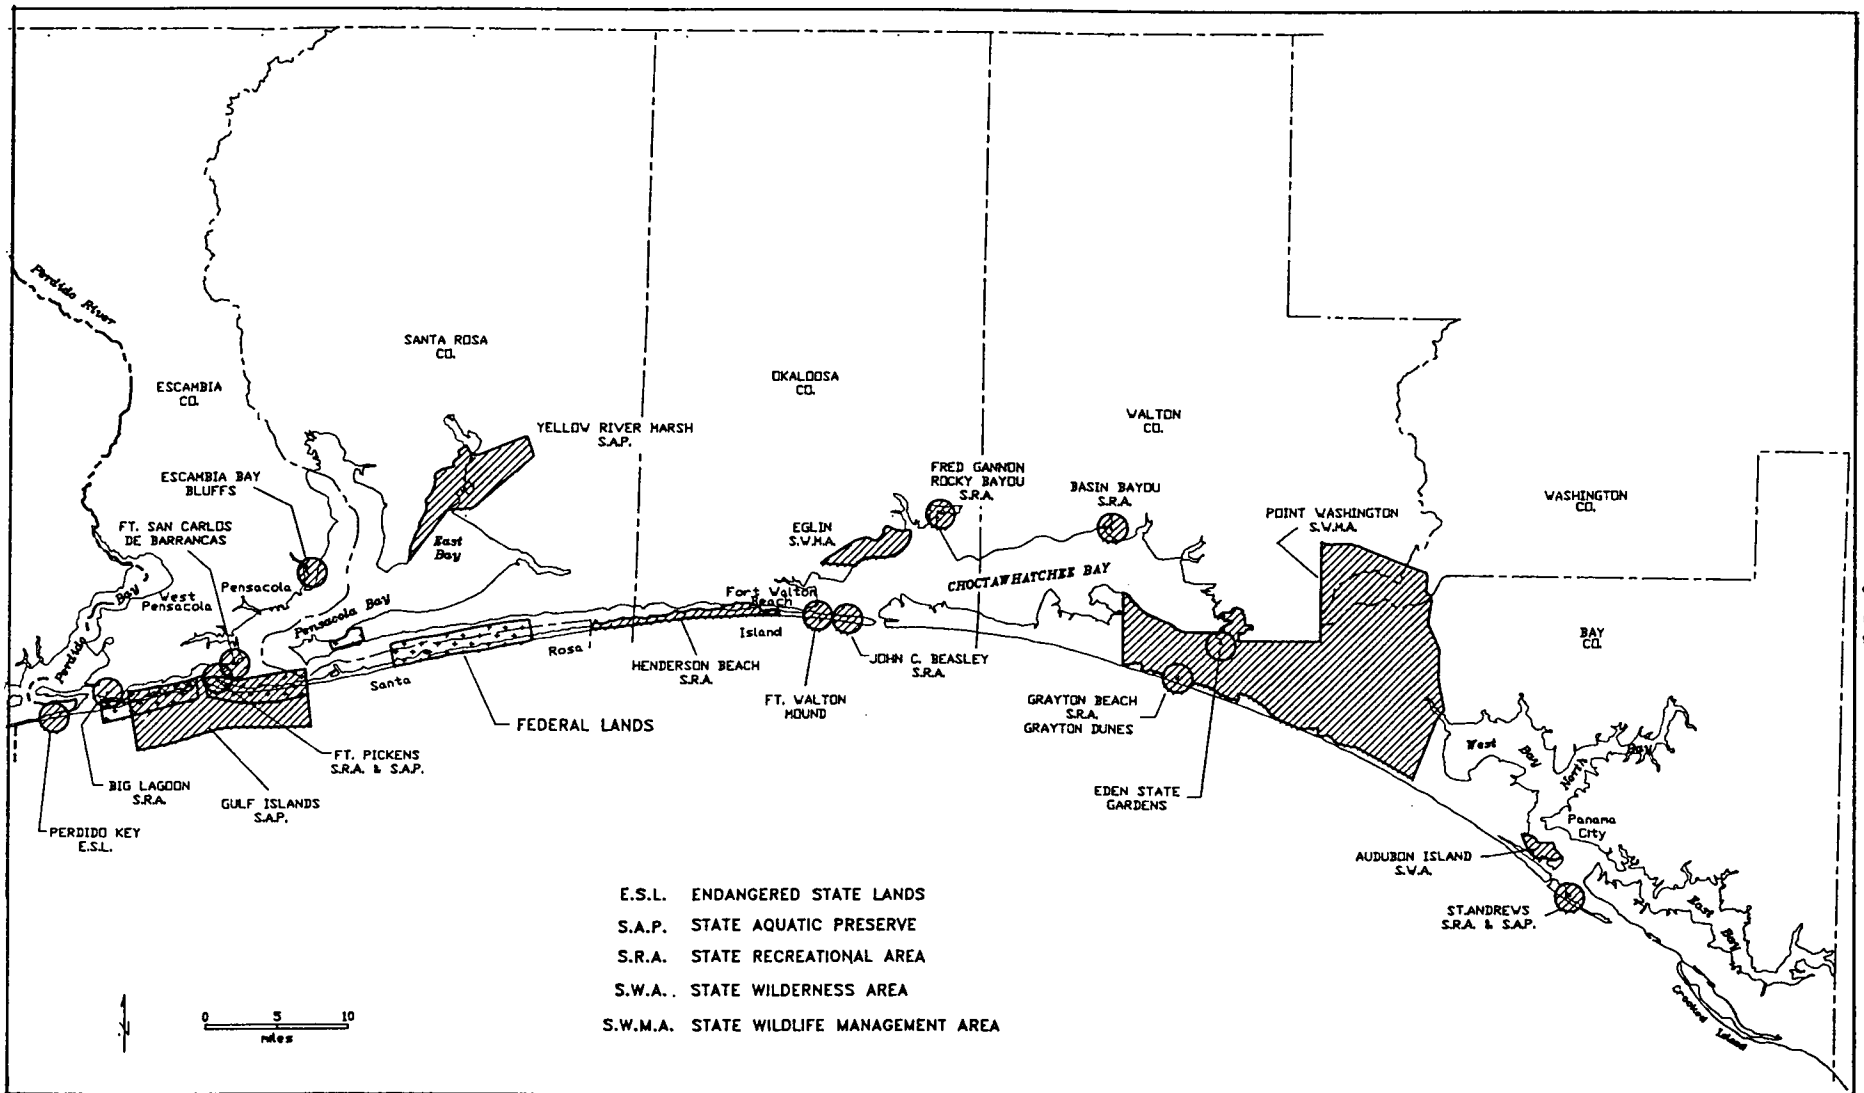 Perdido River
ESCAMBIA
CO.
SANTA ROSA
CO.
OKALOOSA
CO.
WALTON
CO.
WASHINGTON
CO.
BAY
CO.
YELLOW RIVER MARSH
S.A.P.
ESCAMBIA BAY
BLUFFS
FT. SAN CARLOS
DE BARRANCAS
FRED GANNON
ROCKY BAYOU
S.R.A.
BASIN BAYOU
S.R.A.
POINT WASHINGTON
S.W.M.A.
EGLIN
S.W.M.A.
East
Bay
CHOCTAWHATCHEE BAY
Pensacola
West
Pensacola
Pensacola Bay
Perdido
Bay
Fort Walton
Beach
Santa
Rosa
Island
HENDERSON BEACH
S.R.A.
JOHN C. BEASLEY
S.R.A.
FT. WALTON
MOUND
GRAYTON BEACH
S.R.A.
GRAYTON DUNES
EDEN STATE
GARDENS
FEDERAL LANDS
FT. PICKENS
S.R.A. & S.A.P.
BIG LAGOON
S.R.A.
GULF ISLANDS
S.A.P.
PERDIDO KEY
E.S.L.
West
Bay
North
Bay
Panama
City
AUDUBON ISLAND
S.W.A.
ST.ANDREWS
S.R.A. & S.A.P.
East
Bay
Crooked
Island
E.S.L. ENDANGERED STATE LANDS
S.A.P. STATE AQUATIC PRESERVE
S.R.A. STATE RECREATIONAL AREA
S.W.A.. STATE WILDERNESS AREA
S.W.M.A. STATE WILDLIFE MANAGEMENT AREA
0 5 10
miles